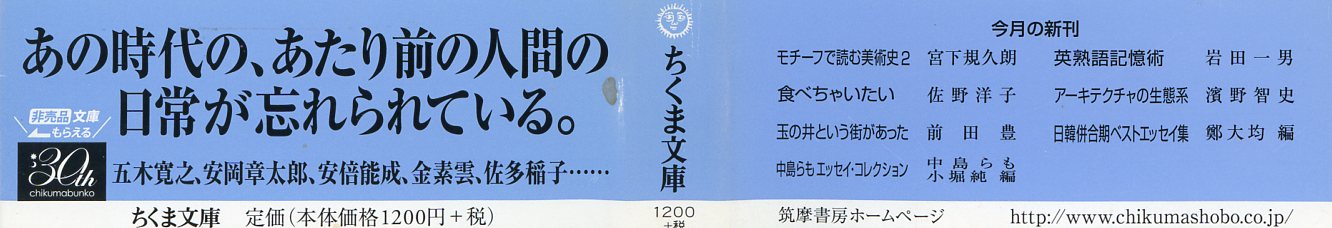 あの時代の、あたり前の人間の
日常が忘れられている。
非売品 文庫
もらえる
30th
chikumabunko
五木寛之、安岡章太郎、安倍能成、金素雲、佐多稲子……
ちくま文庫 定価(本体価格1200円+税)
ちくま文庫
1200
+税
今月の新刊
モチーフで読む美術史2 宮下規久朗
食べちゃいたい 佐野洋子
玉の井という街があった 前田豊
中島らもエッセイ・コレクション 中島らも
小堀純 編
英熟語記憶術 岩田一男
アーキテクチャの生態系 濱野智史
日韓併合期ベストエッセイ集 鄭大均 編
筑摩書房ホームページ http://www.chikumashobo.co.jp/